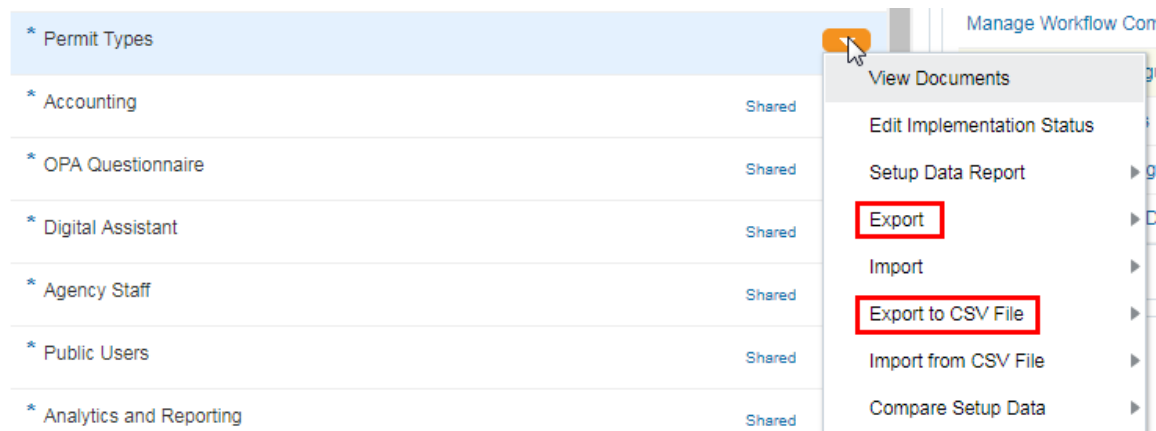 * Permit Types
Manage Workflow
View Documents
* Accounting
Shared
Edit Implementation Status
* OPA Questionnaire
Shared
Setup Data Report
* Digital Assistant
Shared
Export
Import
* Agency Staff
Shared
Export to CSV File
* Public Users
Shared
Import from CSV File
* Analytics and Reporting
Shared
Compare Setup Data